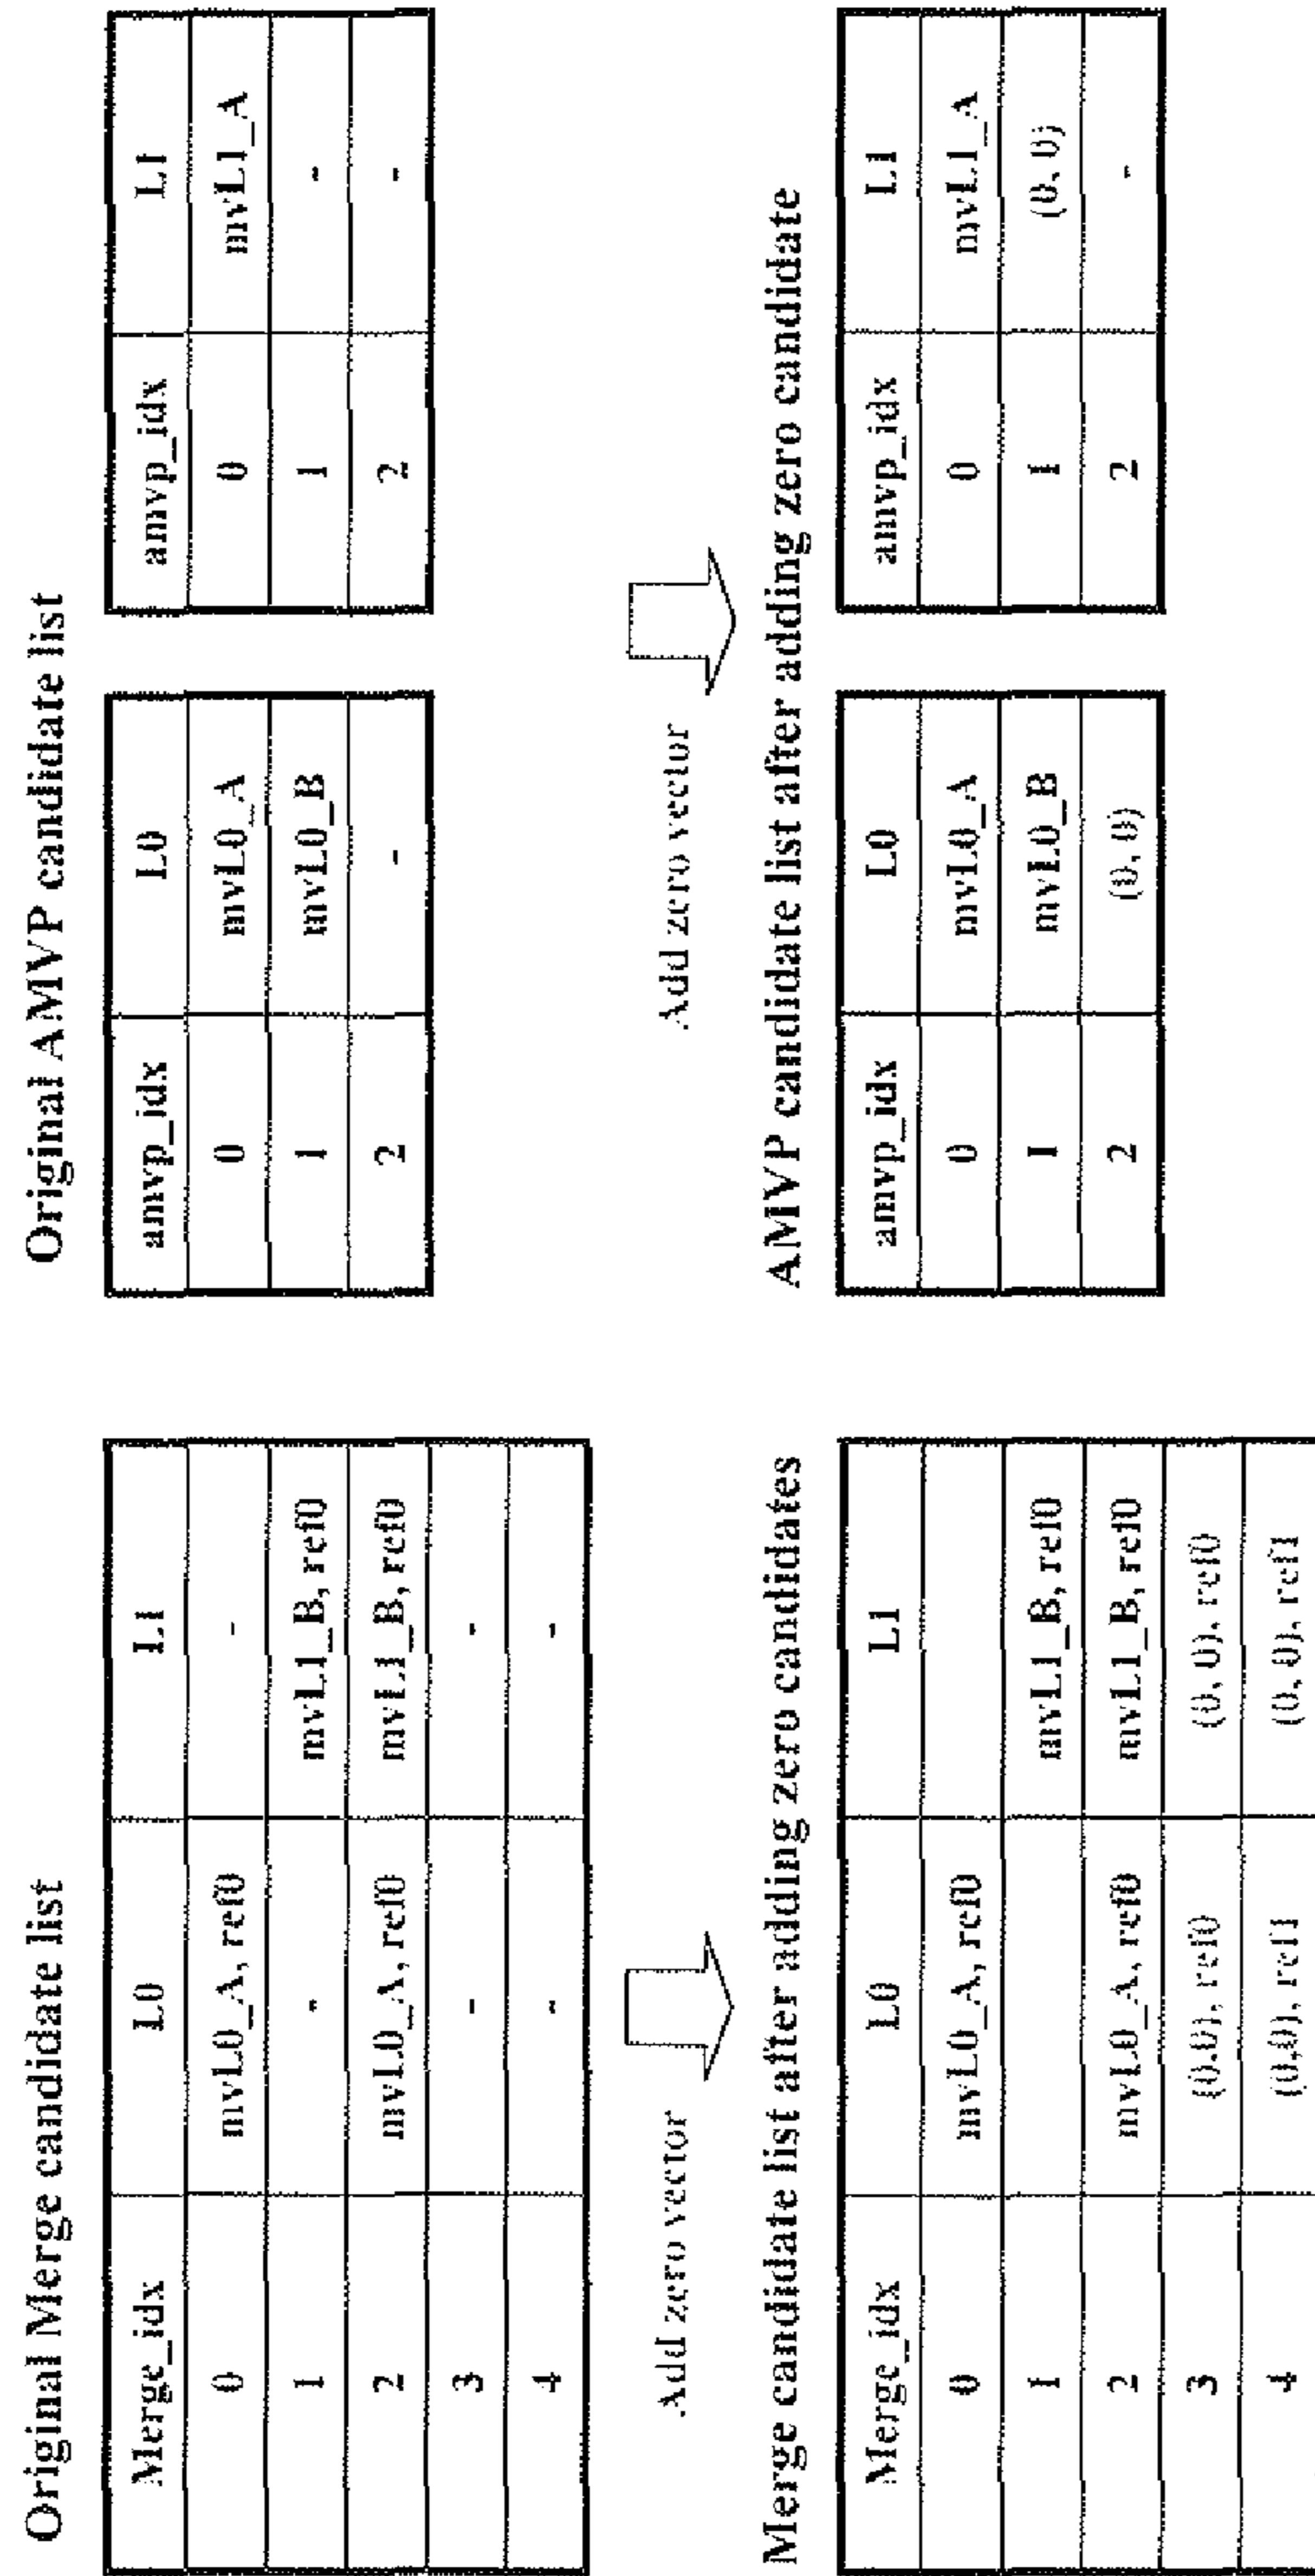 Original Merge candidate list
Merge_idx L0 L1
0 mvL0_A, ref0 -
1 - mvL1_B, ref0
2 mvL0_A, ref0 mvL1_B, ref0
3 - -
4 - -
Add zero vector
Merge candidate list after adding zero candidates
Merge_idx L0 L1
0 mvL0_A, ref0
1 mvL1_B, ref0
2 mvL0_A, ref0 mvL1_B, ref0
3 (0,0), ref0 (0, 0), ref0
4 (0,0), ref1 (0, 0), ref1
Original AMVP candidate list
amvp_idx L0
0 mvL0_A
1 mvL0_B
2 -
amvp_idx L1
0 mvL1_A
1 -
2 -
Add zero vector
AMVP candidate list after adding zero candidate
amvp_idx L0
0 mvL0_A
1 mvL0_B
2 (0, 0)
amvp_idx L1
0 mvL1_A
1 (0, 0)
2 -